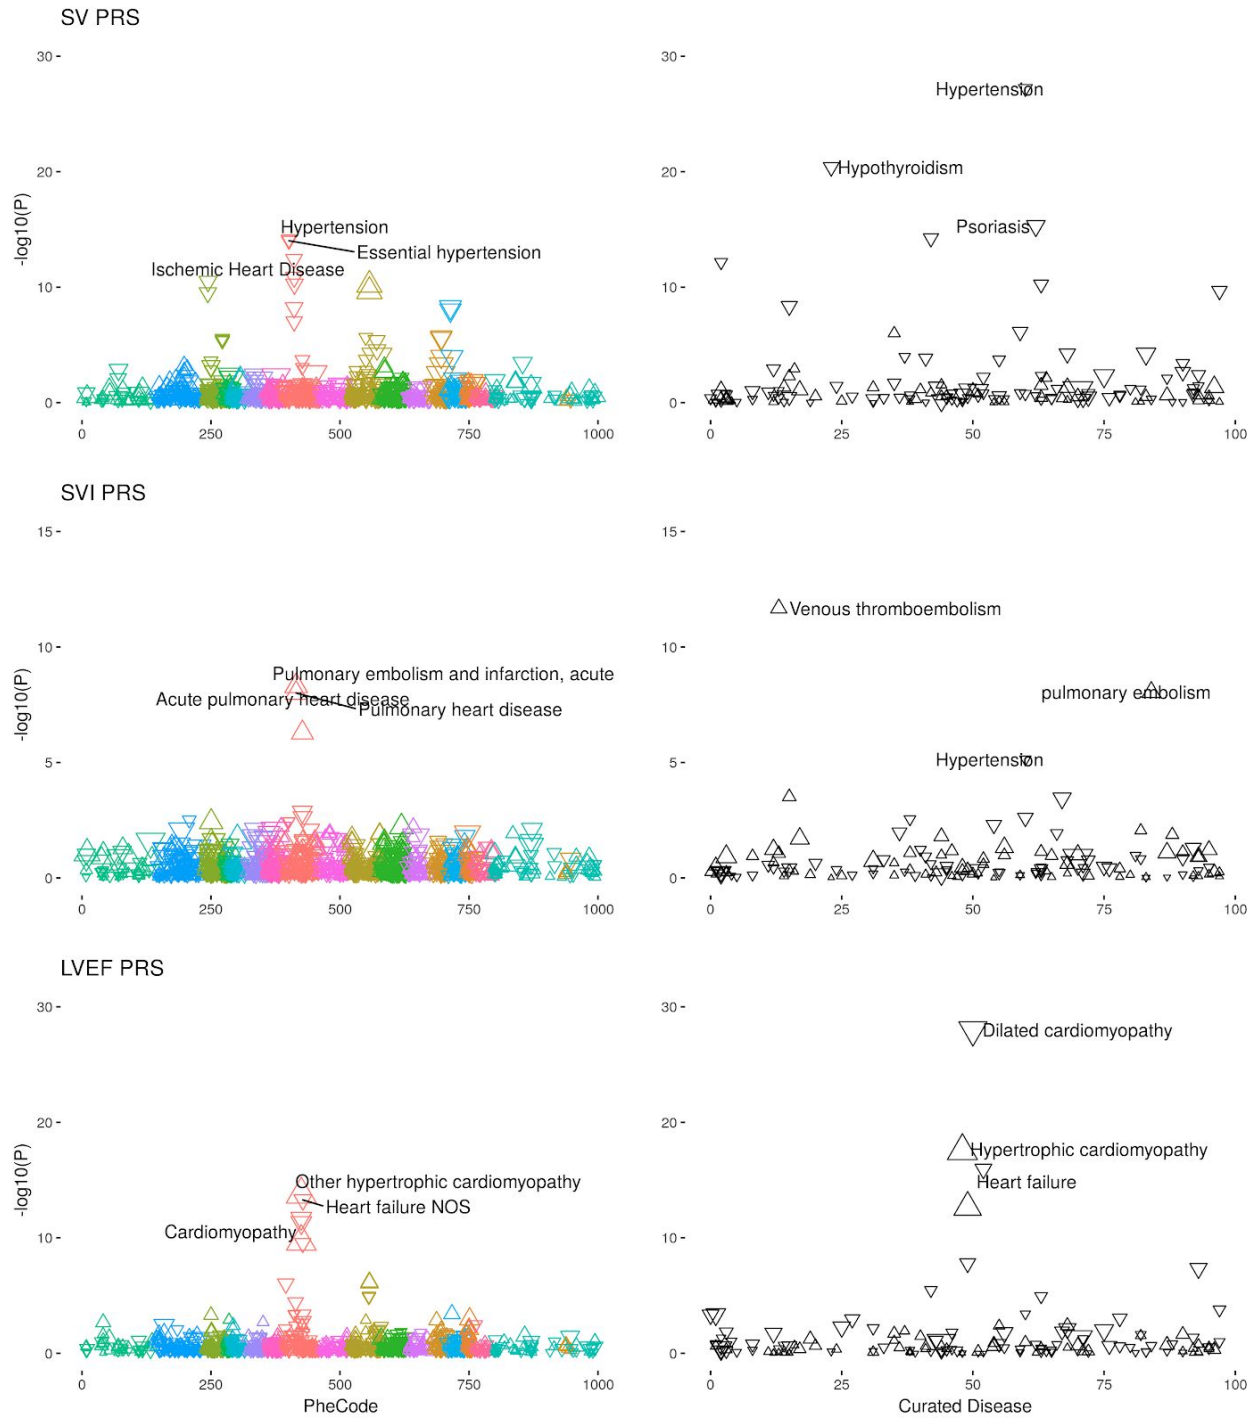 SV PRS
30
20
10
0
-log10(P)
Hypertension
Essential hypertension
Ischemic Heart Disease
0 250 500 750 1000
30
20
10
0
Hypertension
Hypothyroidism
Psoriasis
0 25 50 75 100
SVI PRS
15
10
5
0
-log10(P)
Pulmonary embolism and infarction, acute
Acute pulmonary heart disease
Pulmonary heart disease
0 250 500 750 1000
15
10
5
0
Venous thromboembolism
pulmonary embolism
Hypertension
0 25 50 75 100
LVEF PRS
30
20
10
0
-log10(P)
Other hypertrophic cardiomyopathy
Heart failure NOS
Cardiomyopathy
0 250 500 750 1000
PheCode
30
20
10
0
Dilated cardiomyopathy
Hypertrophic cardiomyopathy
Heart failure
0 25 50 75 100
Curated Disease